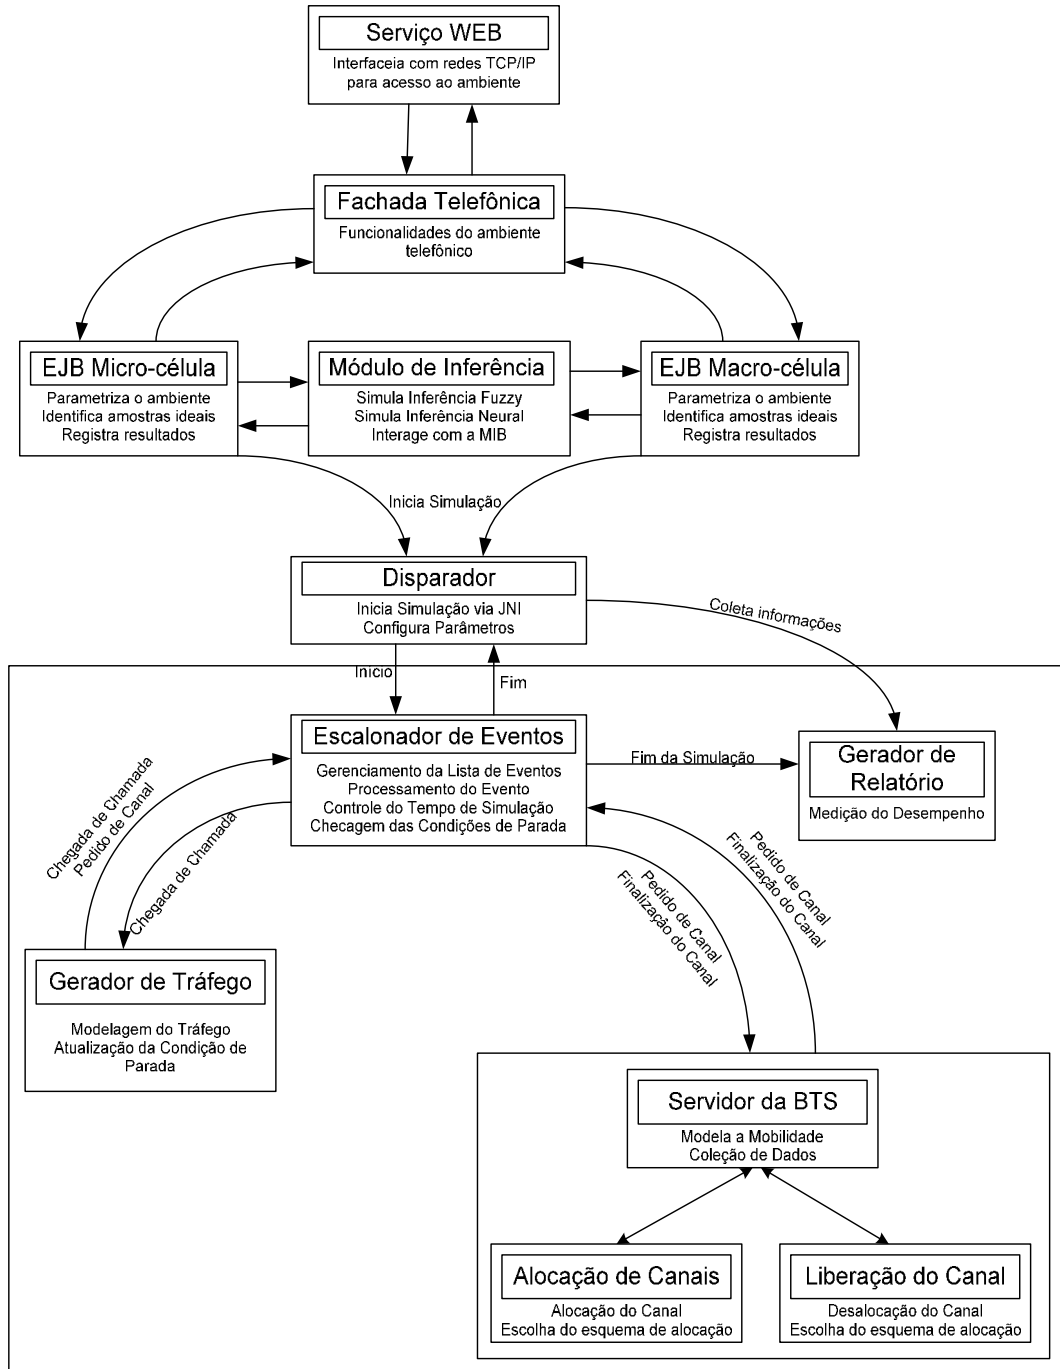 Serviço WEB
Interfaceia com redes TCP/IP
para acesso ao ambiente
Fachada Telefônica
Funcionalidades do ambiente
telefônico
EJB Micro-célula
Parametriza o ambiente
Identifica amostras ideais
Registra resultados
Módulo de Inferência
Simula Inferência Fuzzy
Simula Inferência Neural
Interage com a MIB
EJB Macro-célula
Parametriza o ambiente
Identifica amostras ideais
Registra resultados
Inicia Simulação
Disparador
Inicia Simulação via JNI
Configura Parâmetros
Coleta informações
Início
Fim
Escalonador de Eventos
Gerenciamento da Lista de Eventos
Processamento do Evento
Controle do Tempo de Simulação
Checagem das Condições de Parada
Fim da Simulação
Gerador de
Relatório
Medição do Desempenho
Chegada de Chamada
Pedido de Canal
Chegada de Chamada
Pedido de Canal
Finalização do Canal
Pedido de Canal
Finalização do Canal
Gerador de Tráfego
Modelagem do Tráfego
Atualização da Condição de
Parada
Servidor da BTS
Modela a Mobilidade
Coleção de Dados
Alocação de Canais
Alocação do Canal
Escolha do esquema de alocação
Liberação do Canal
Desalocação do Canal
Escolha do esquema de alocação